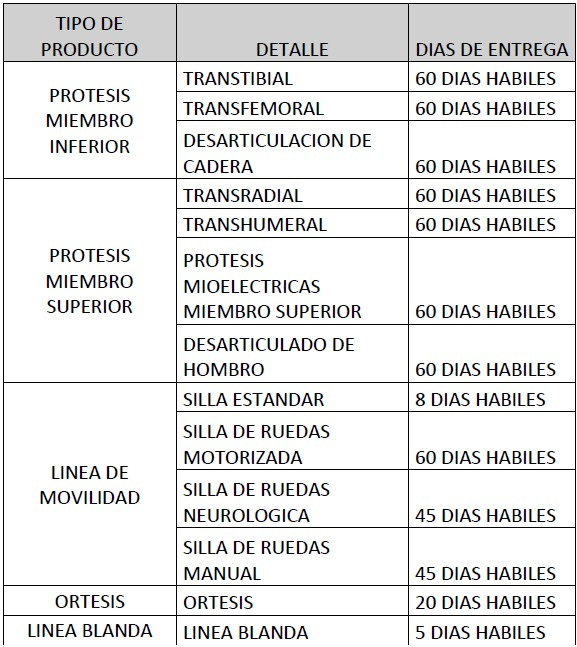 TIPO DE
PRODUCTO
DETALLE
DIAS DE ENTREGA
PROTESIS
MIEMBRO
INFERIOR
TRANSTIBIAL
60 DIAS HABILES
TRANSFEMORAL
60 DIAS HABILES
DESARTICULACION DE
CADERA
60 DIAS HABILES
PROTESIS
MIEMBRO
SUPERIOR
TRANSRADIAL
60 DIAS HABILES
TRANSHUMERAL
60 DIAS HABILES
PROTESIS
MIOELECTRICAS
MIEMBRO SUPERIOR
60 DIAS HABILES
DESARTICULADO DE
HOMBRO
60 DIAS HABILES
LINEA DE
MOVILIDAD
SILLA ESTANDAR
8 DIAS HABILES
SILLA DE RUEDAS
MOTORIZADA
60 DIAS HABILES
SILLA DE RUEDAS
NEUROLOGICA
45 DIAS HABILES
SILLA DE RUEDAS
MANUAL
45 DIAS HABILES
ORTESIS
ORTESIS
20 DIAS HABILES
LINEA BLANDA
LINEA BLANDA
5 DIAS HABILES